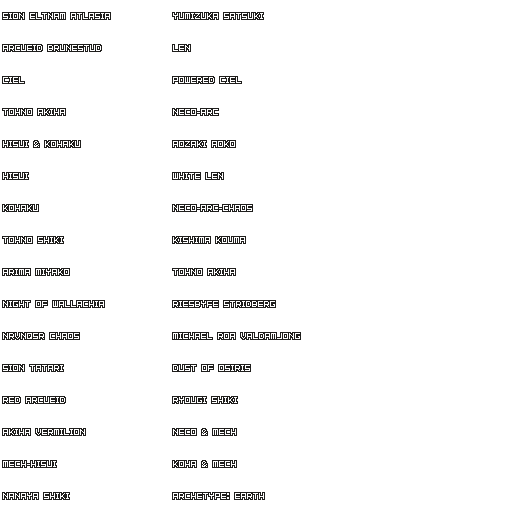 SION ELTNAM ATLASIA
YUMIZUKA SATSUKI
ARCUEID BRUNESTUD
LEN
CIEL
POWERED CIEL
TOHNO AKIHA
NECO-ARC
HISUI & KOHAKU
AOZAKI AOKO
HISUI
WHITE LEN
KOHAKU
NECO-ARC-CHAOS
TOHNO SHIKI
KISHIMA KOUMA
ARIMA MIYAKO
TOHNO AKIHA
NIGHT OF WALLACHIA
RIESBYFE STRIDBERG
NRVNQSR CHAOS
MICHAEL ROA VALDAMJONG
SION TATARI
DUST OF OSIRIS
RED ARCUEID
RYOUGI SHIKI
AKIHA VERMILION
NECO & MECH
MECH-HISUI
KOHA & MECH
NANAYA SHIKI
ARCHETYPE: EARTH